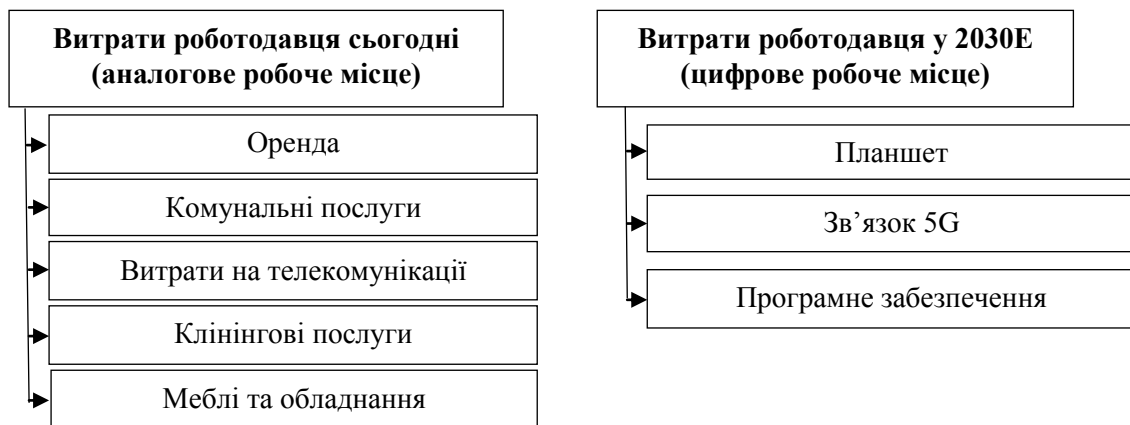 Витрати роботодавця сьогодні
(аналогове робоче місце)
Оренда
Комунальні послуги
Витрати на телекомунікації
Клінінгові послуги
Меблі та обладнання
Витрати роботодавця у 2030E
(цифрове робоче місце)
Планшет
Зв’язок 5G
Програмне забезпечення